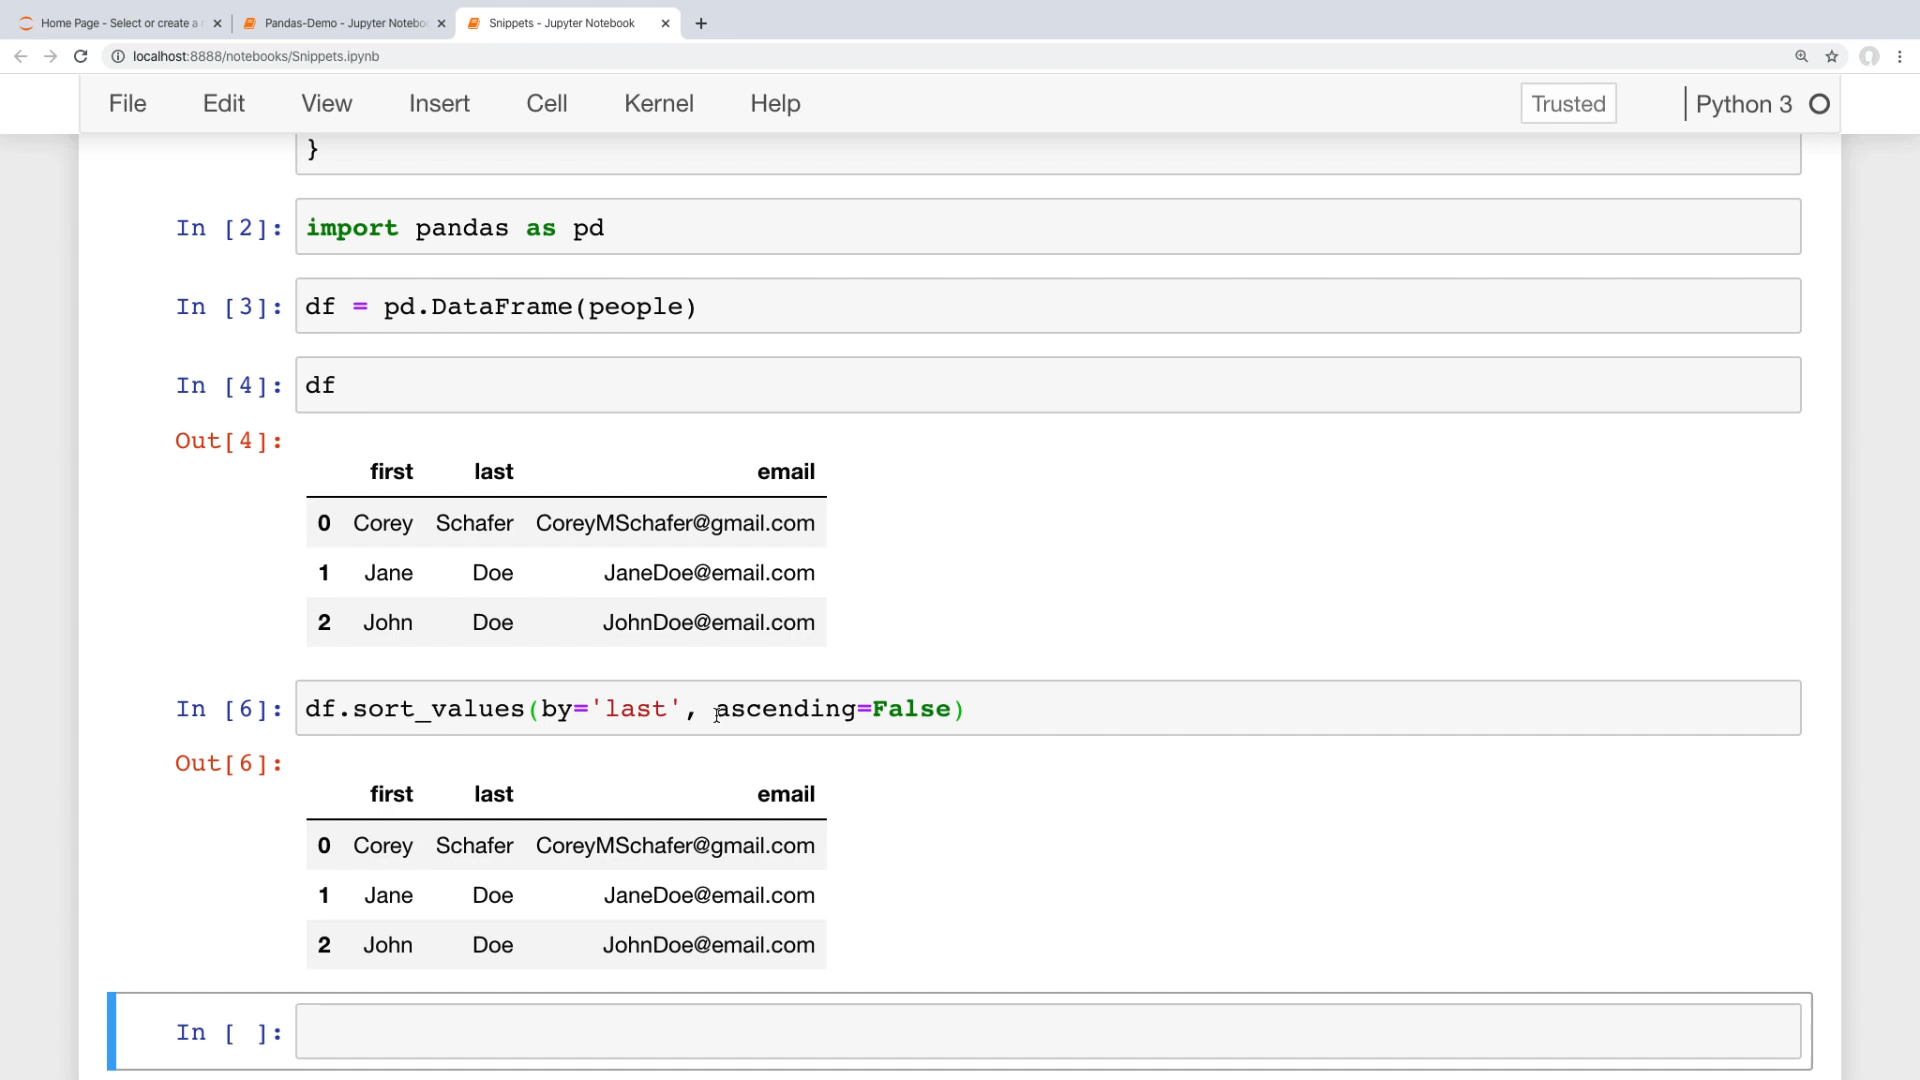 Home Page - Select or create a
Pandas-Demo - Jupyter Notebo
Snippets - Jupyter Notebook
localhost:8888/notebooks/Snippets.ipynb
File Edit View Insert Cell Kernel Help Trusted Python 3
}
In [2]: import pandas as pd
In [3]: df = pd.DataFrame(people)
In [4]: df
Out[4]:
first last email
0 Corey Schafer CoreyMSchafer@gmail.com
1 Jane Doe JaneDoe@email.com
2 John Doe JohnDoe@email.com
In [6]: df.sort_values(by='last', ascending=False)
Out[6]:
first last email
0 Corey Schafer CoreyMSchafer@gmail.com
1 Jane Doe JaneDoe@email.com
2 John Doe JohnDoe@email.com
In [ ]: